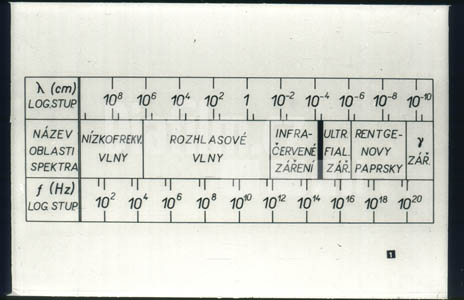 λ (cm) 10⁸ 10⁶ 10⁴ 10² 1 10⁻² 10⁻⁴ 10⁻⁶ 10⁻⁸ 10⁻¹⁰
LOG.STUP
NÁZEV
OBLASTI
SPEKTRA
NÍZKOFREKV.
VLNY
ROZHLASOVÉ
VLNY
INFRA-
ČERVENÉ
ZÁŘENÍ
ULTR.
FIAL.
ZÁŘ.
RENTGE-
NOVY
PAPRSKY
γ
ZÁŘ.
f (Hz) 10² 10⁴ 10⁶ 10⁸ 10¹⁰ 10¹² 10¹⁴ 10¹⁶ 10¹⁸ 10²⁰
LOG.STUP
1